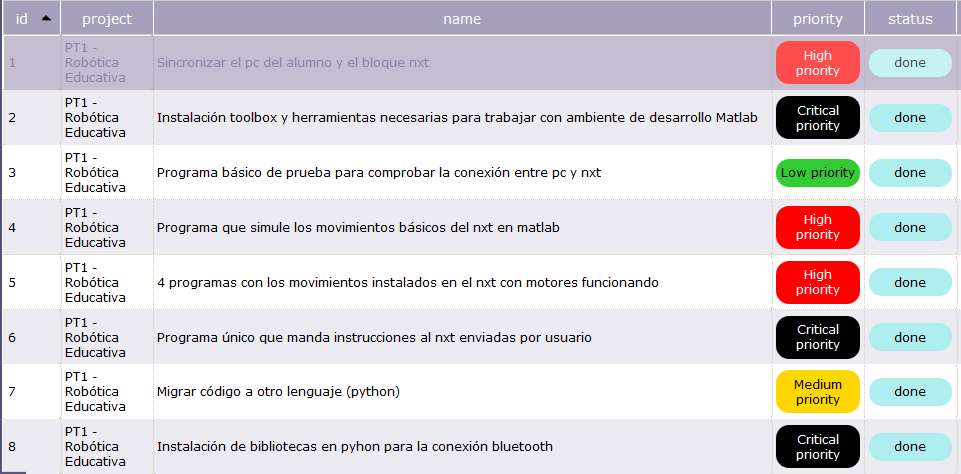 id project name priority status
1 PT1 - Robótica Educativa Sincronizar el pc del alumno y el bloque nxt High priority done
2 PT1 - Robótica Educativa Instalación toolbox y herramientas necesarias para trabajar con ambiente de desarrollo Matlab Critical priority done
3 PT1 - Robótica Educativa Programa básico de prueba para comprobar la conexión entre pc y nxt Low priority done
4 PT1 - Robótica Educativa Programa que simule los movimientos básicos del nxt en matlab High priority done
5 PT1 - Robótica Educativa 4 programas con los movimientos instalados en el nxt con motores funcionando High priority done
6 PT1 - Robótica Educativa Programa único que manda instrucciones al nxt enviadas por usuario Critical priority done
7 PT1 - Robótica Educativa Migrar código a otro lenguaje (python) Medium priority done
8 PT1 - Robótica Educativa Instalación de bibliotecas en pyhon para la conexión bluetooth Critical priority done